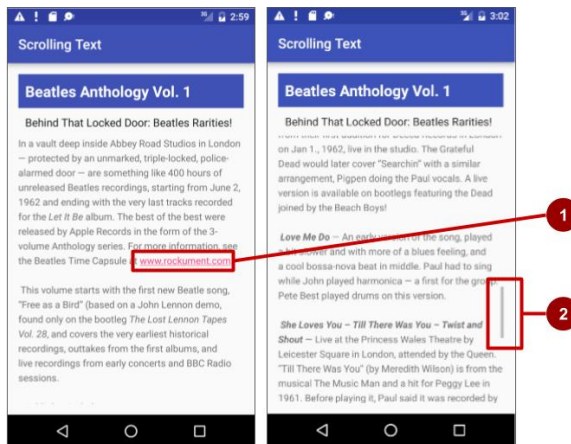 2:59
Scrolling Text
Beatles Anthology Vol. 1
Behind That Locked Door: Beatles Rarities!
In a vault deep inside Abbey Road Studios in London
— protected by an unmarked, triple-locked, police-
alarmed door — are something like 400 hours of
unreleased Beatles recordings, starting from June 2,
1962 and ending with the very last tracks recorded
for the Let It Be album. The best of the best were
released by Apple Records in the form of the 3-
volume Anthology series. For more information, see
the Beatles Time Capsule at www.rockument.com.
This volume starts with the first new Beatle song,
"Free as a Bird" (based on a John Lennon demo,
found only on the bootleg The Lost Lennon Tapes
Vol. 28, and covers the very earliest historical
recordings, outtakes from the first albums, and
live recordings from early concerts and BBC Radio
sessions.
3:02
Scrolling Text
Beatles Anthology Vol. 1
Behind That Locked Door: Beatles Rarities!
from their first audition for Decca Records in London
on Jan 1., 1962, live in the studio. The Grateful
Dead would later cover "Searchin" with a similar
arrangement, Pigpen doing the Paul vocals. A live
version is available on bootlegs featuring the Dead
joined by the Beach Boys!
Love Me Do — An early version of the song, played
a bit slower and with more of a blues feeling, and
a cool bossa-nova beat in middle. Paul had to sing
while John played harmonica — a first for the group.
Pete Best played drums on this version.
She Loves You – Till There Was You – Twist and
Shout — Live at the Princess Wales Theatre by
Leicester Square in London, attended by the Queen.
"Till There Was You" (by Meredith Wilson) is from the
musical The Music Man and a hit for Peggy Lee in
1961. Before playing it, Paul said it was recorded by
1
2